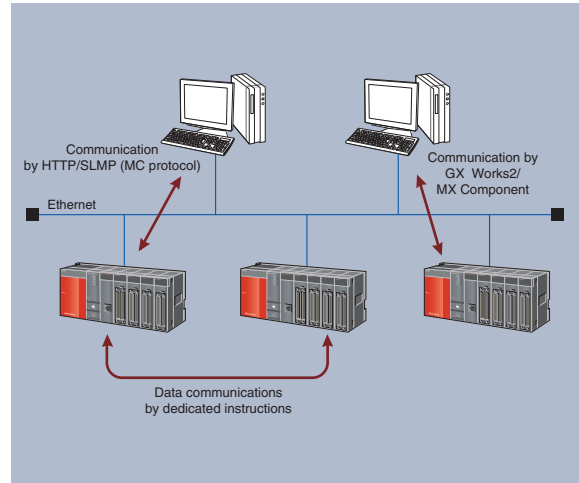 Communication
by HTTP/SLMP (MC protocol)
Communication by
GX Works2/
MX Component
Ethernet
Data communications
by dedicated instructions